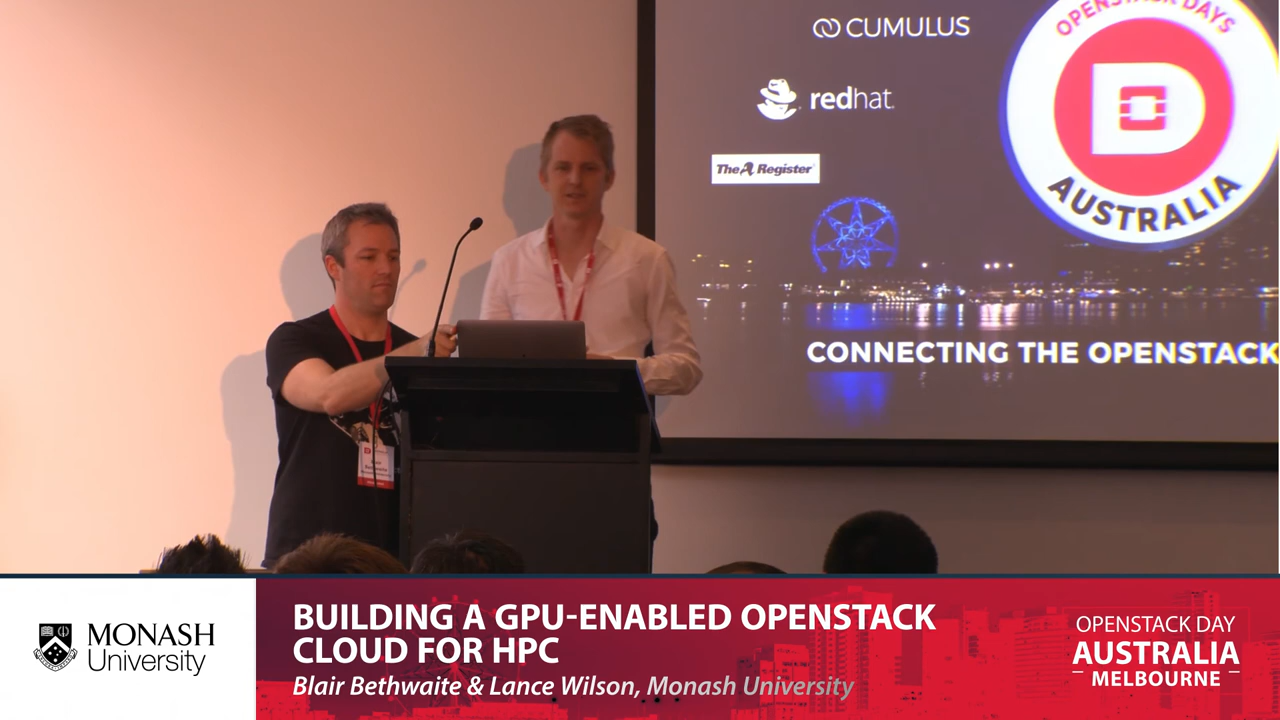 CUMULUS
redhat.
The Register
OPENSTACK DAYS
AUSTRALIA
CONNECTING THE OPENSTACK
MONASH
University
BUILDING A GPU-ENABLED OPENSTACK
CLOUD FOR HPC
Blair Bethwaite & Lance Wilson, Monash University
OPENSTACK DAY
AUSTRALIA
MELBOURNE